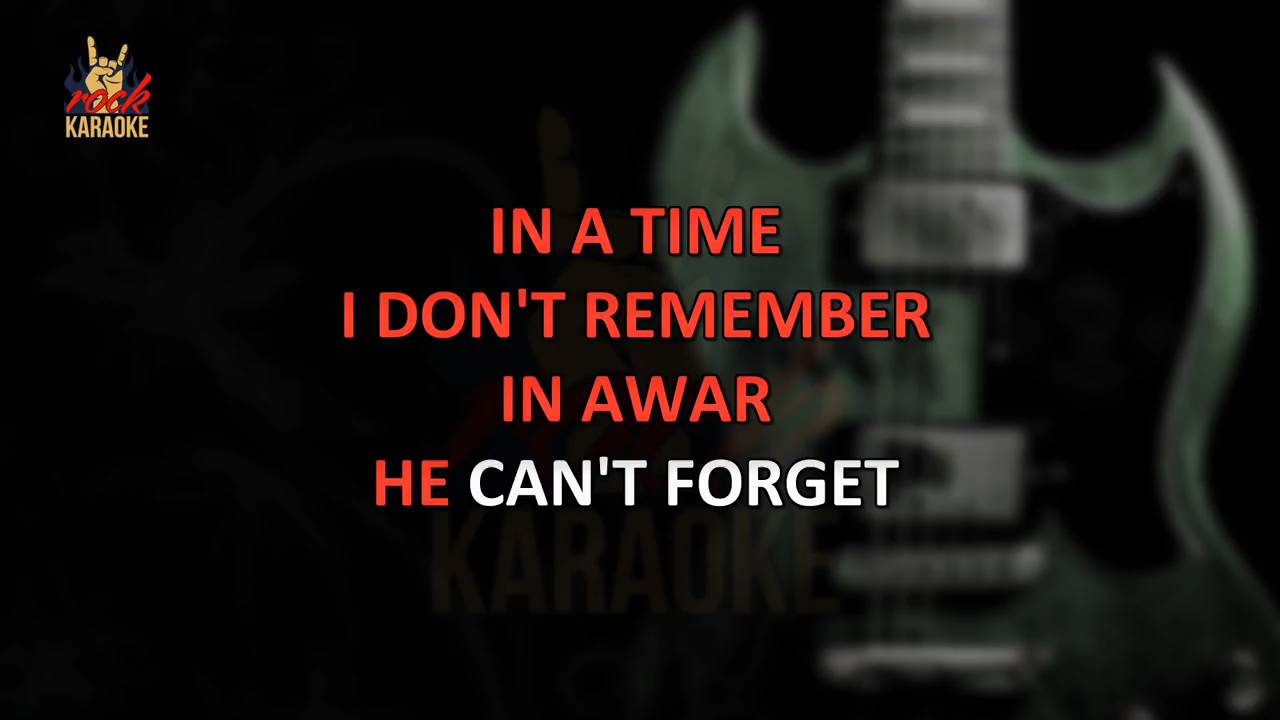 rock
KARAOKE
IN A TIME
I DON'T REMEMBER
IN AWAR
HE CAN'T FORGET
KARAOKE